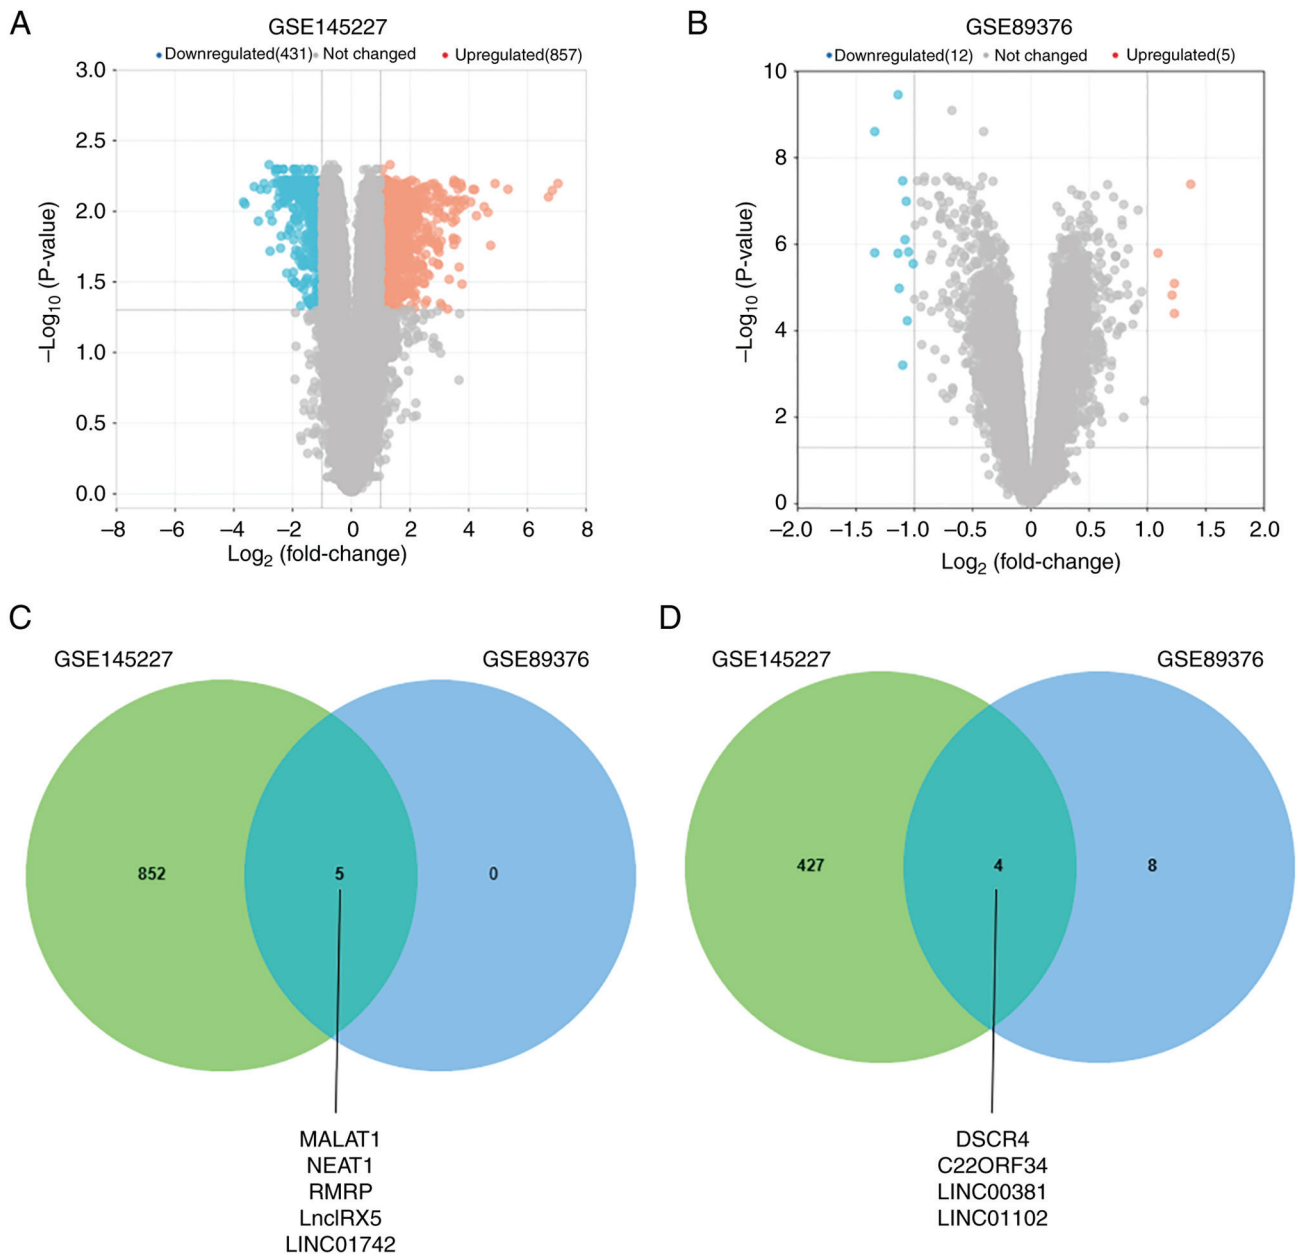 A
GSE145227
Downregulated(431) Not changed Upregulated(857)
3.0
2.5
2.0
1.5
1.0
0.5
0.0
–Log10 (P-value)
–8 –6 –4 –2 0 2 4 6 8
Log2 (fold-change)
B
GSE89376
Downregulated(12) Not changed Upregulated(5)
10
8
6
4
2
0
–Log10 (P-value)
–2.0 –1.5 –1.0 –0.5 0 0.5 1.0 1.5 2.0
Log2 (fold-change)
C
GSE145227 GSE89376
852 5 0
MALAT1
NEAT1
RMRP
LncIRX5
LINC01742
D
GSE145227 GSE89376
427 4 8
DSCR4
C22ORF34
LINC00381
LINC01102